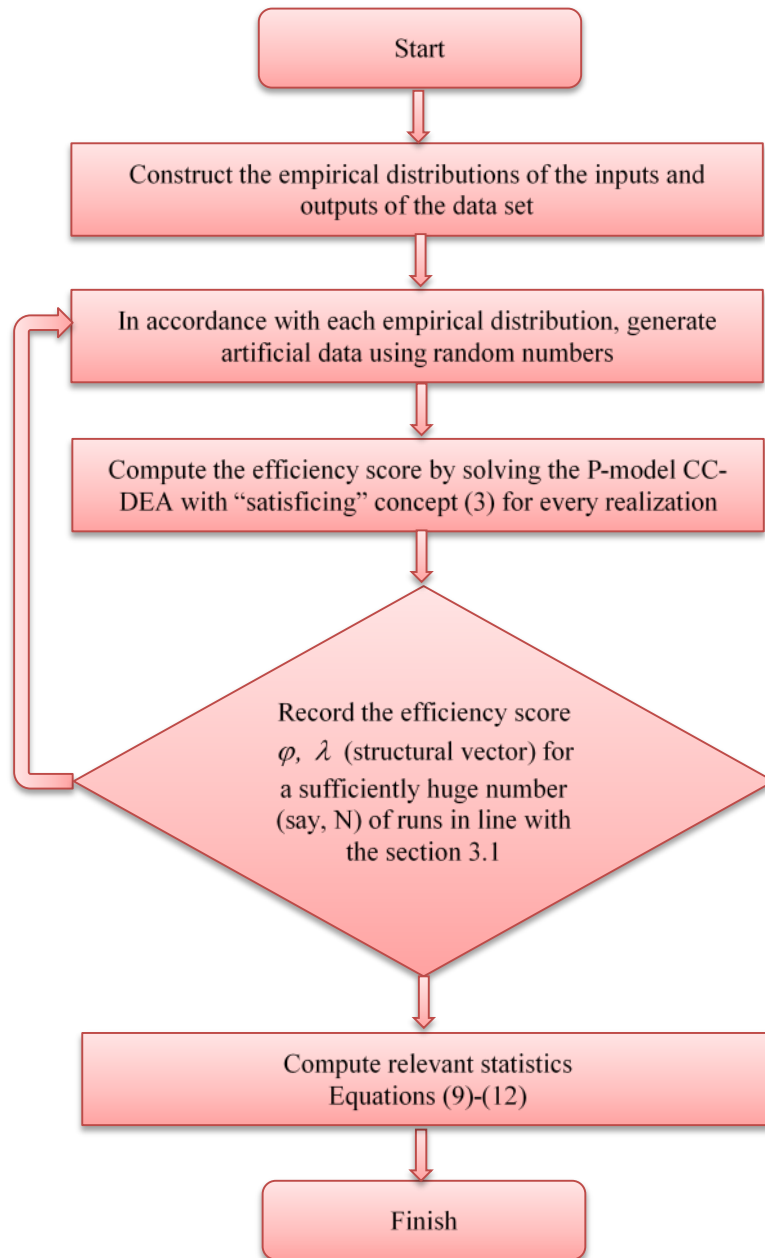 Start
Construct the empirical distributions of the inputs and
outputs of the data set
In accordance with each empirical distribution, generate
artificial data using random numbers
Compute the efficiency score by solving the P-model CC-
DEA with “satisficing” concept (3) for every realization
Record the efficiency score
φ, λ (structural vector) for
a sufficiently huge number
(say, N) of runs in line with
the section 3.1
Compute relevant statistics
Equations (9)-(12)
Finish